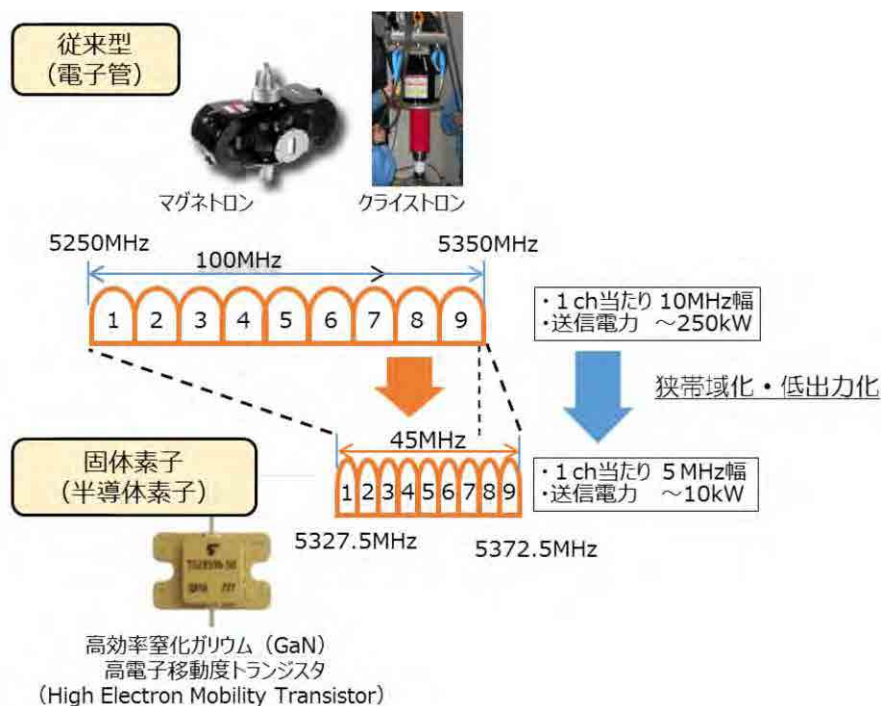 従来型
（電子管）
マグネトロン
クライストロン
5250MHz
5350MHz
100MHz
1 2 3 4 5 6 7 8 9
・1ch当たり 10MHz幅
・送信電力　～250kW
狭帯域化・低出力化
固体素子
（半導体素子）
45MHz
1 2 3 4 5 6 7 8 9
・1ch当たり 5MHz幅
・送信電力　～10kW
5327.5MHz
5372.5MHz
高効率窒化ガリウム（GaN）
高電子移動度トランジスタ
（High Electron Mobility Transistor）